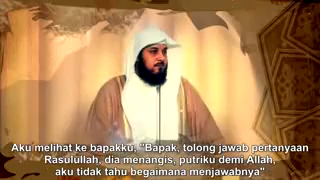 Aku melihat ke bapakku, "Bapak, tolong jawab pertanyaan
Rasulullah, dia menangis, putriku demi Allah,
aku tidak tahu begaimana menjawabnya"